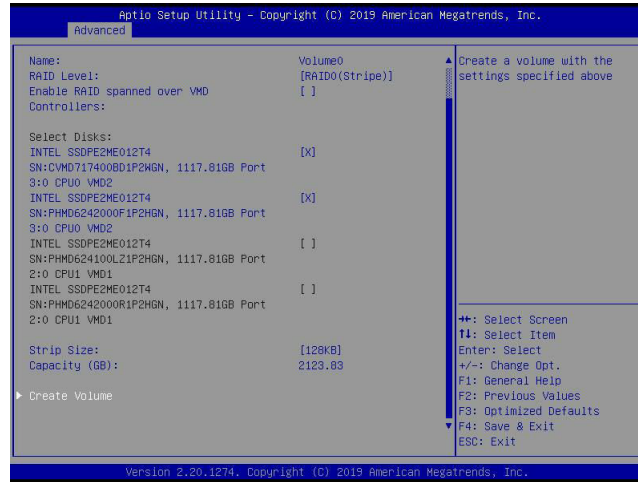 Aptio Setup Utility – Copyright (C) 2019 American Megatrends, Inc.
Advanced
Name: Volume0
RAID Level: [RAID0(Stripe)]
Enable RAID spanned over VMD [ ]
Controllers:
Select Disks:
INTEL SSDPE2ME012T4 [X]
SN:CVMD717400BD1P2WGN, 1117.81GB Port
3:0 CPU0 VMD2
INTEL SSDPE2ME012T4 [X]
SN:PHMD6242000F1P2HGN, 1117.81GB Port
3:0 CPU0 VMD2
INTEL SSDPE2ME012T4 [ ]
SN:PHMD624100LZ1P2HGN, 1117.81GB Port
2:0 CPU1 VMD1
INTEL SSDPE2ME012T4 [ ]
SN:PHMD6242000R1P2HGN, 1117.81GB Port
2:0 CPU1 VMD1
Strip Size: [128KB]
Capacity (GB): 2123.83
Create Volume
Create a volume with the
settings specified above
→←: Select Screen
↑↓: Select Item
Enter: Select
+/-: Change Opt.
F1: General Help
F2: Previous Values
F3: Optimized Defaults
F4: Save & Exit
ESC: Exit
Version 2.20.1274. Copyright (C) 2019 American Megatrends, Inc.